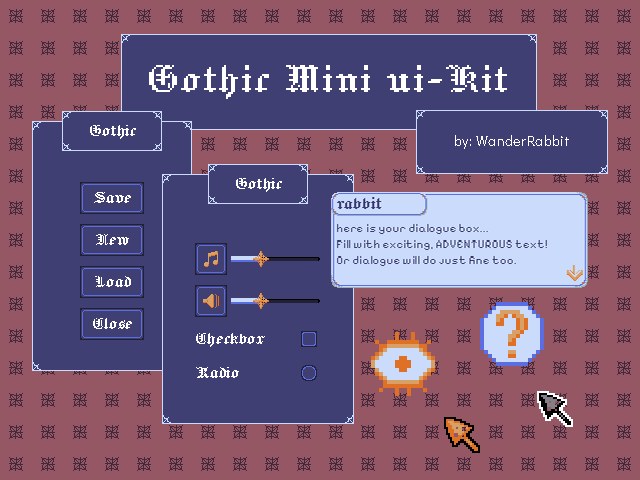 Gothic Mini ui-Kit
by: WanderRabbit
Gothic
Save
New
Load
Close
Gothic
Checkbox
Radio
rabbit
here is your dialogue box...
Fill with exciting, ADVENTUROUS text!
Or dialogue will do just fine too.
?